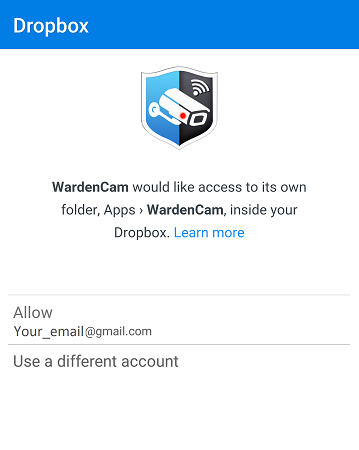 Dropbox
WardenCam would like access to its own
folder, Apps › WardenCam, inside your
Dropbox. Learn more
Allow
Your_email@gmail.com
Use a different account